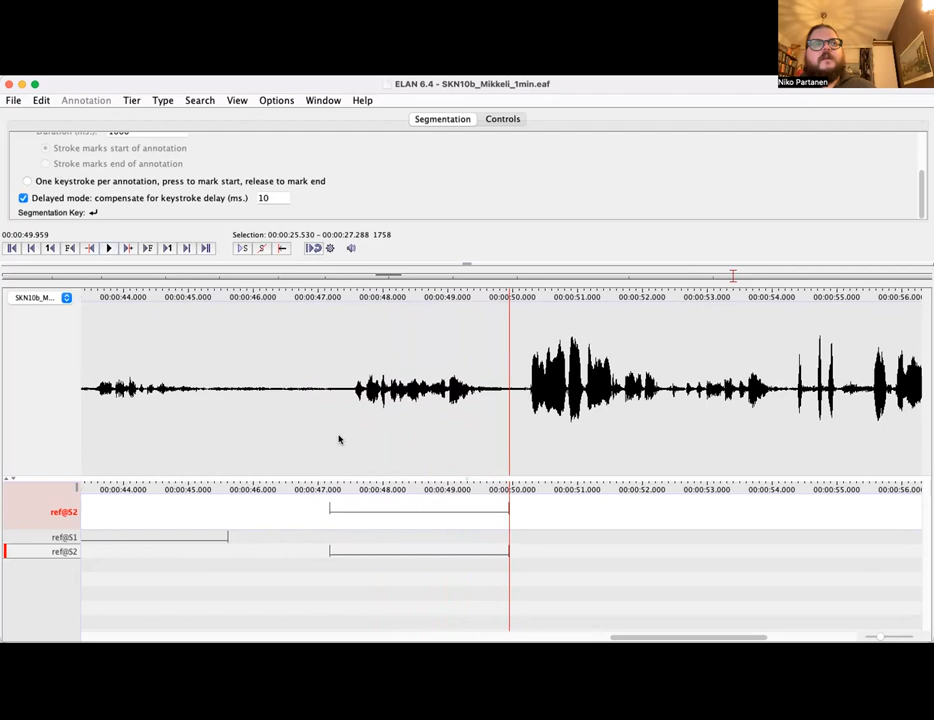 Niko Partanen
ELAN 6.4 - SKN10b_Mikkeli_1min.eaf
File Edit Annotation Tier Type Search View Options Window Help
Segmentation Controls
Duration (ms.): 1000
Stroke marks start of annotation
Stroke marks end of annotation
One keystroke per annotation, press to mark start, release to mark end
Delayed mode: compensate for keystroke delay (ms.) 10
Segmentation Key:
00:00:49.959 Selection: 00:00:25.530 - 00:00:27.288 1758
SKN10b_M... 00:00:44.000 00:00:45.000 00:00:46.000 00:00:47.000 00:00:48.000 00:00:49.000 00:00:50.000 00:00:51.000 00:00:52.000 00:00:53.000 00:00:54.000 00:00:55.000 00:00:56.00
00:00:44.000 00:00:45.000 00:00:46.000 00:00:47.000 00:00:48.000 00:00:49.000 00:00:50.000 00:00:51.000 00:00:52.000 00:00:53.000 00:00:54.000 00:00:55.000 00:00:56.00
ref@S2
ref@S1
ref@S2